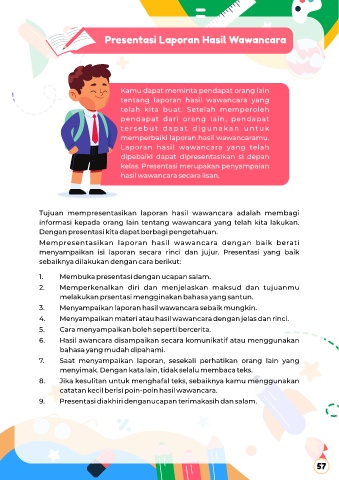 Presentasi Laporan Hasil Wawancara
Kamu dapat meminta pendapat orang lain
tentang laporan hasil wawancara yang
telah kita buat. Setelah memperoleh
pendapat dari orang lain, pendapat
tersebut dapat digunakan untuk
memperbaiki laporan hasil wawancaramu.
Laporan hasil wawancara yang telah
dipebaiki dapat dipresentasikan si depan
kelas. Presentasi merupakan penyampaian
hasil wawancara secara lisan.
Tujuan mempresentasikan laporan hasil wawancara adalah membagi
informasi kepada orang lain tentang wawancara yang telah kita lakukan.
Dengan presentasi kita dapat berbagi pengetahuan.
Mempresentasikan laporan hasil wawancara dengan baik berati
menyampaikan isi laporan secara rinci dan jujur. Presentasi yang baik
sebaiknya dilakukan dengan cara berikut:
1. Membuka presentasi dengan ucapan salam.
2. Memperkenalkan diri dan menjelaskan maksud dan tujuanmu
melakukan prsentasi mengginakan bahasa yang santun.
3. Menyampaikan laporan hasil wawancara sebaik mungkin.
4. Menyampaikan materi atau hasil wawancara dengan jelas dan rinci.
5. Cara menyampaikan boleh seperti bercerita.
6. Hasil awancara disampaikan secara komunikatif atau menggunakan
bahasa yang mudah dipahami.
7. Saat menyampaikan laporan, sesekali perhatikan orang lain yang
menyimak. Dengan kata lain, tidak selalu membaca teks.
8. Jika kesulitan untuk menghafal teks, sebaiknya kamu menggunakan
catatan kecil berisi poin-poin hasil wawancara.
9. Presentasi diakhiri denganucapan terimakasih dan salam.
57